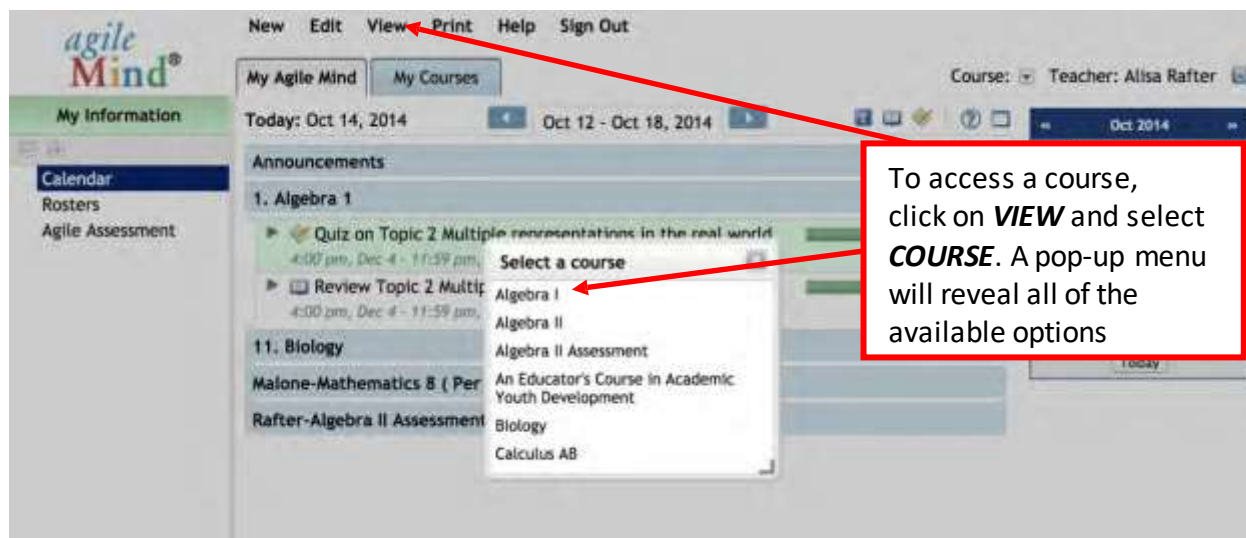 New Edit View Print Help Sign Out
agile
Mind®
My Agile Mind My Courses
Course: Teacher: Alisa Rafter
My Information
Today: Oct 14, 2014 Oct 12 - Oct 18, 2014
Oct 2014
Announcements
Calendar
1. Algebra 1
Rosters
Agile Assessment
Quiz on Topic 2 Multiple representations in the real world
4:00 pm, Dec 4 - 11:59 pm,
Review Topic 2 Multip
4:00 pm, Dec 4 - 11:59 pm,
11. Biology
Malone-Mathematics 8 ( Per
Rafter-Algebra II Assessment
Select a course
Algebra I
Algebra II
Algebra II Assessment
An Educator's Course in Academic
Youth Development
Biology
Calculus AB
To access a course,
click on VIEW and select
COURSE. A pop-up menu
will reveal all of the
available options
Today